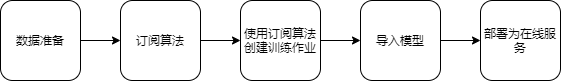 数据准备
订阅算法
使用订阅算法
创建训练作业
导入模型
部署为在线服
务